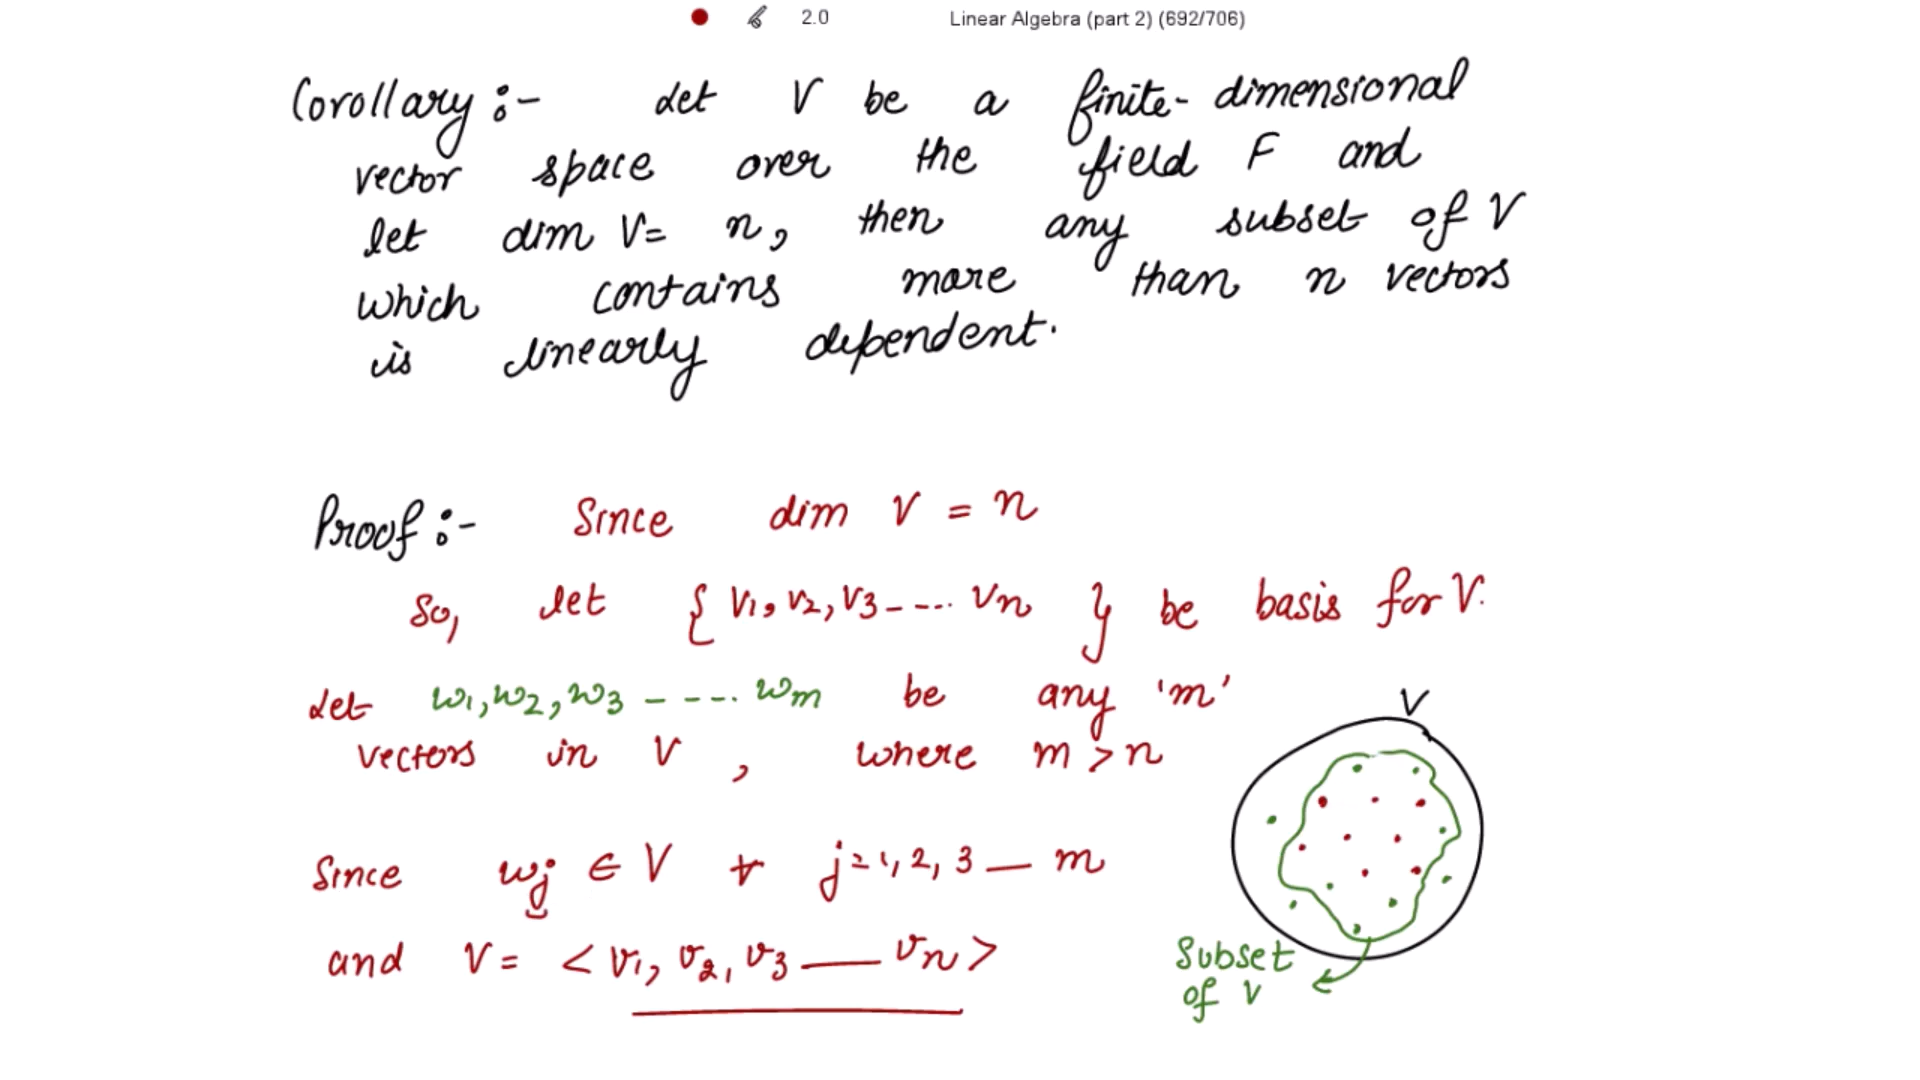 2.0 Linear Algebra (part 2) (692/706)
Corollary :- Let V be a finite-dimensional
vector space over the field F and
let dim V= n, then any subset of V
which contains more than n vectors
is linearly dependent.
Proof :- Since dim V = n
So, let { v1, v2, v3 - - ... vn } be basis for V.
Let w1, w2, w3 - - ... wm be any 'm'
vectors in V , where m > n
Since wj ∈ V ∀ j=1, 2, 3 — m
and V = < v1, v2, v3 — vn >
V
Subset
of V